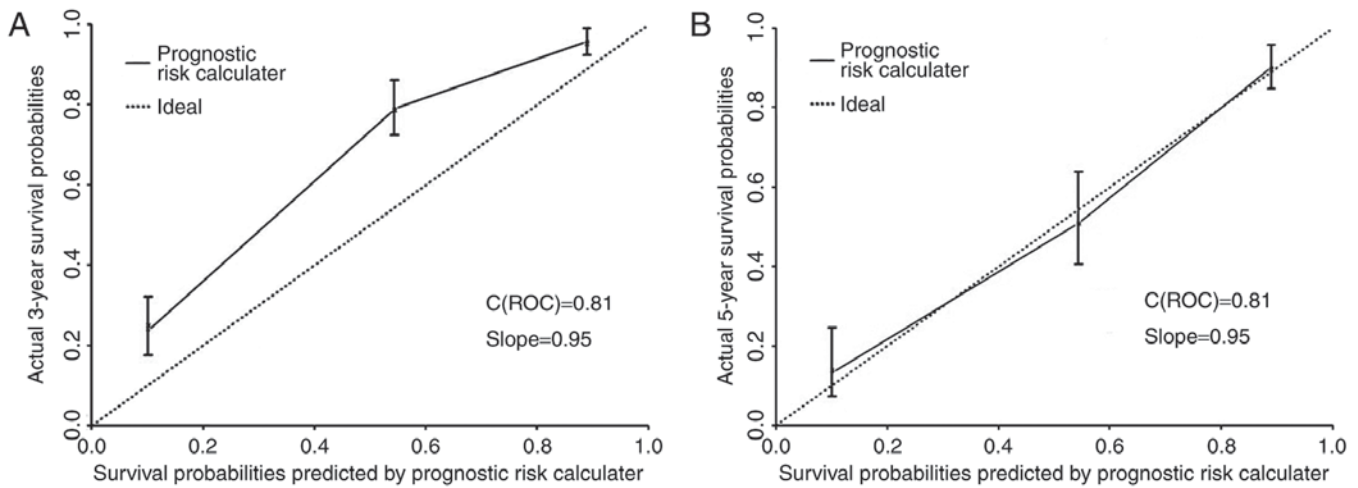 A
Actual 3-year survival probabilities
1.0
0.8
0.6
0.4
0.2
0.0
Prognostic
risk calculater
Ideal
C(ROC)=0.81
Slope=0.95
0.0 0.2 0.4 0.6 0.8 1.0
Survival probabilities predicted by prognostic risk calculater
B
Actual 5-year survival probabilities
1.0
0.8
0.6
0.4
0.2
0.0
Prognostic
risk calculater
Ideal
C(ROC)=0.81
Slope=0.95
0.0 0.2 0.4 0.6 0.8 1.0
Survival probabilities predicted by prognostic risk calculater